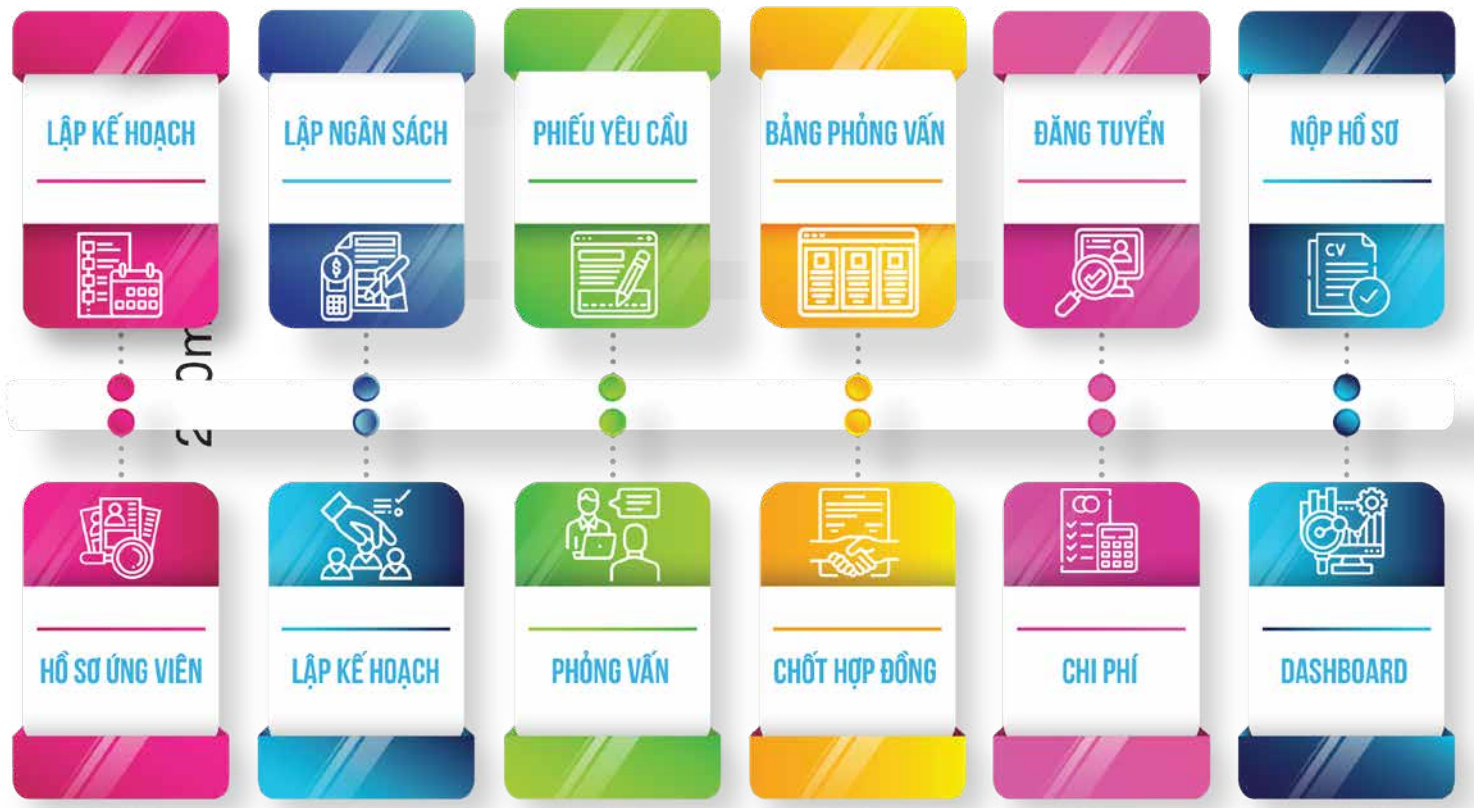 LẬP KẾ HOẠCH
LẬP NGÂN SÁCH
PHIẾU YÊU CẦU
BẢNG PHỎNG VẤN
ĐĂNG TUYỂN
NỘP HỒ SƠ
$
CV
HỒ SƠ ỨNG VIÊN
LẬP KẾ HOẠCH
PHỎNG VẤN
CHỐT HỢP ĐỒNG
CHI PHÍ
DASHBOARD